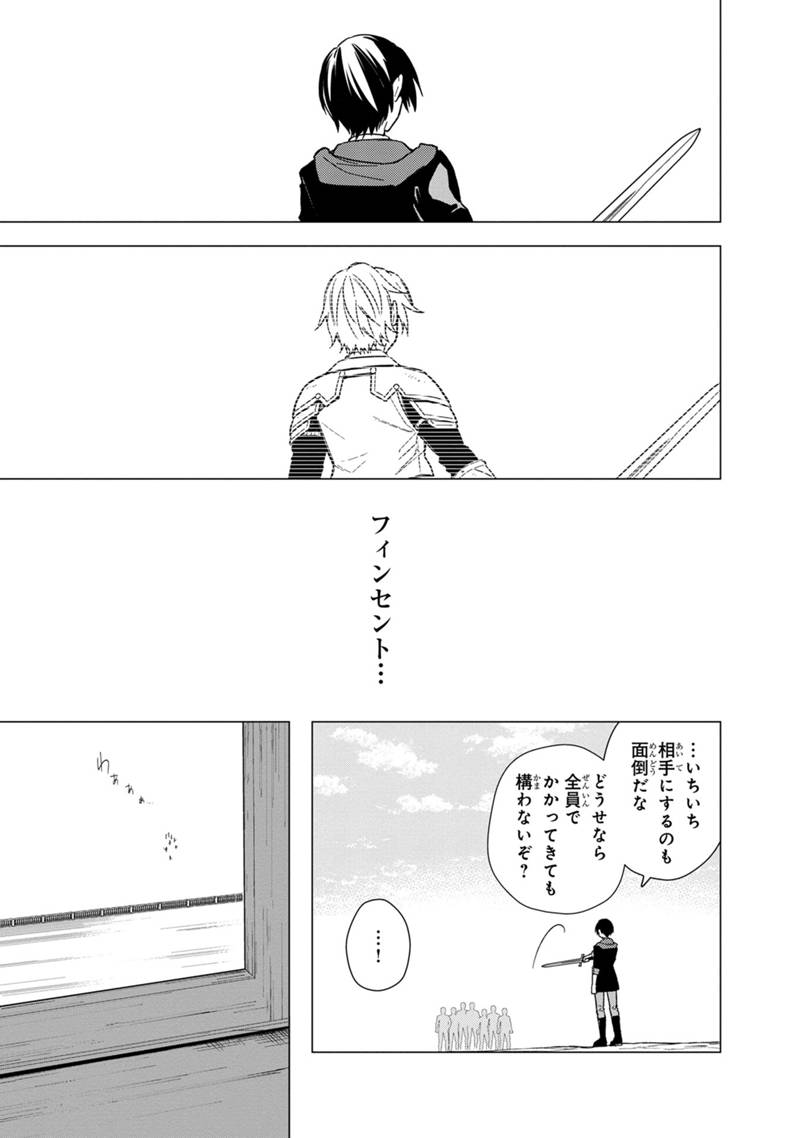 フィンセント…
…いちいち
相手にするのも
面倒だな
どうせなら
全員で
かかってきても
構わないぞ?
…!
わぁぁぁ…